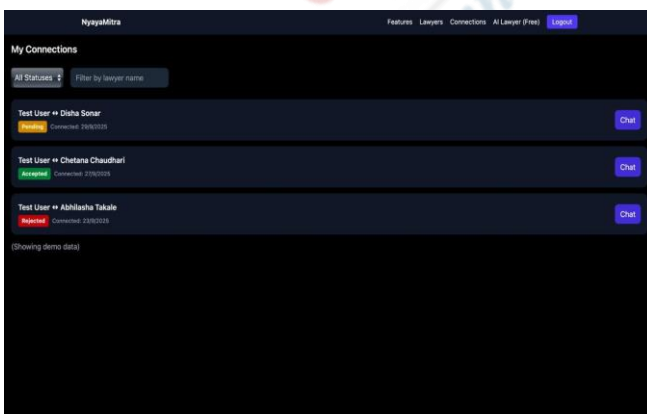 NyayaMitra
Features Lawyers Connections AI Lawyer (Free) Logout
My Connections
All Statuses Filter by lawyer name
Test User ↔ Disha Sonar
Pending Connected: 29/9/2025
Chat
Test User ↔ Chetana Chaudhari
Accepted Connected: 27/9/2025
Chat
Test User ↔ Abhilasha Takale
Rejected Connected: 23/9/2025
Chat
(Showing demo data)